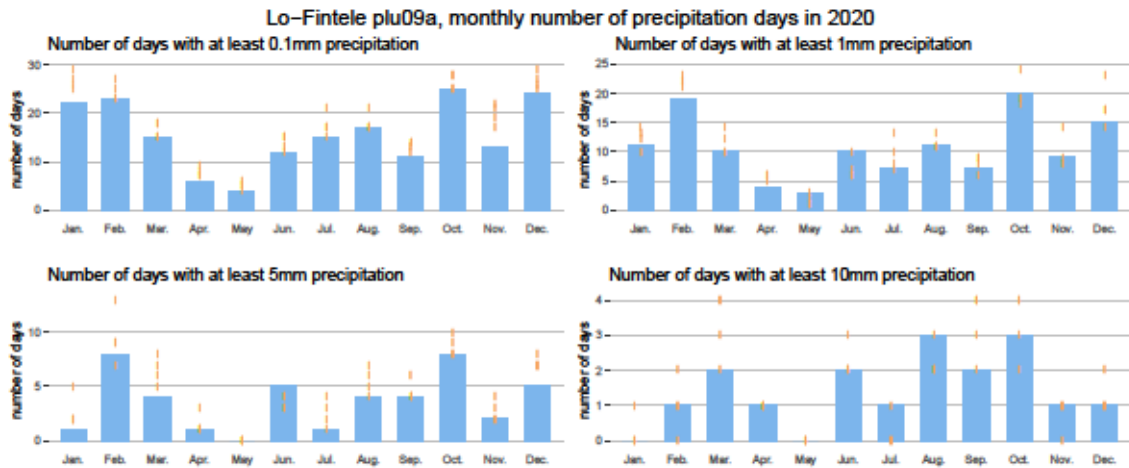 Lo-Fintele plu09a, monthly number of precipitation days in 2020
Number of days with at least 0.1mm precipitation
number of days
30
20
10
0
Jan. Feb. Mar. Apr. May Jun. Jul. Aug. Sep. Oct. Nov. Dec.
Number of days with at least 1mm precipitation
number of days
25
20
15
10
5
0
Jan. Feb. Mar. Apr. May Jun. Jul. Aug. Sep. Oct. Nov. Dec.
Number of days with at least 5mm precipitation
number of days
10
5
0
Jan. Feb. Mar. Apr. May Jun. Jul. Aug. Sep. Oct. Nov. Dec.
Number of days with at least 10mm precipitation
number of days
4
3
2
1
0
Jan. Feb. Mar. Apr. May Jun. Jul. Aug. Sep. Oct. Nov. Dec.